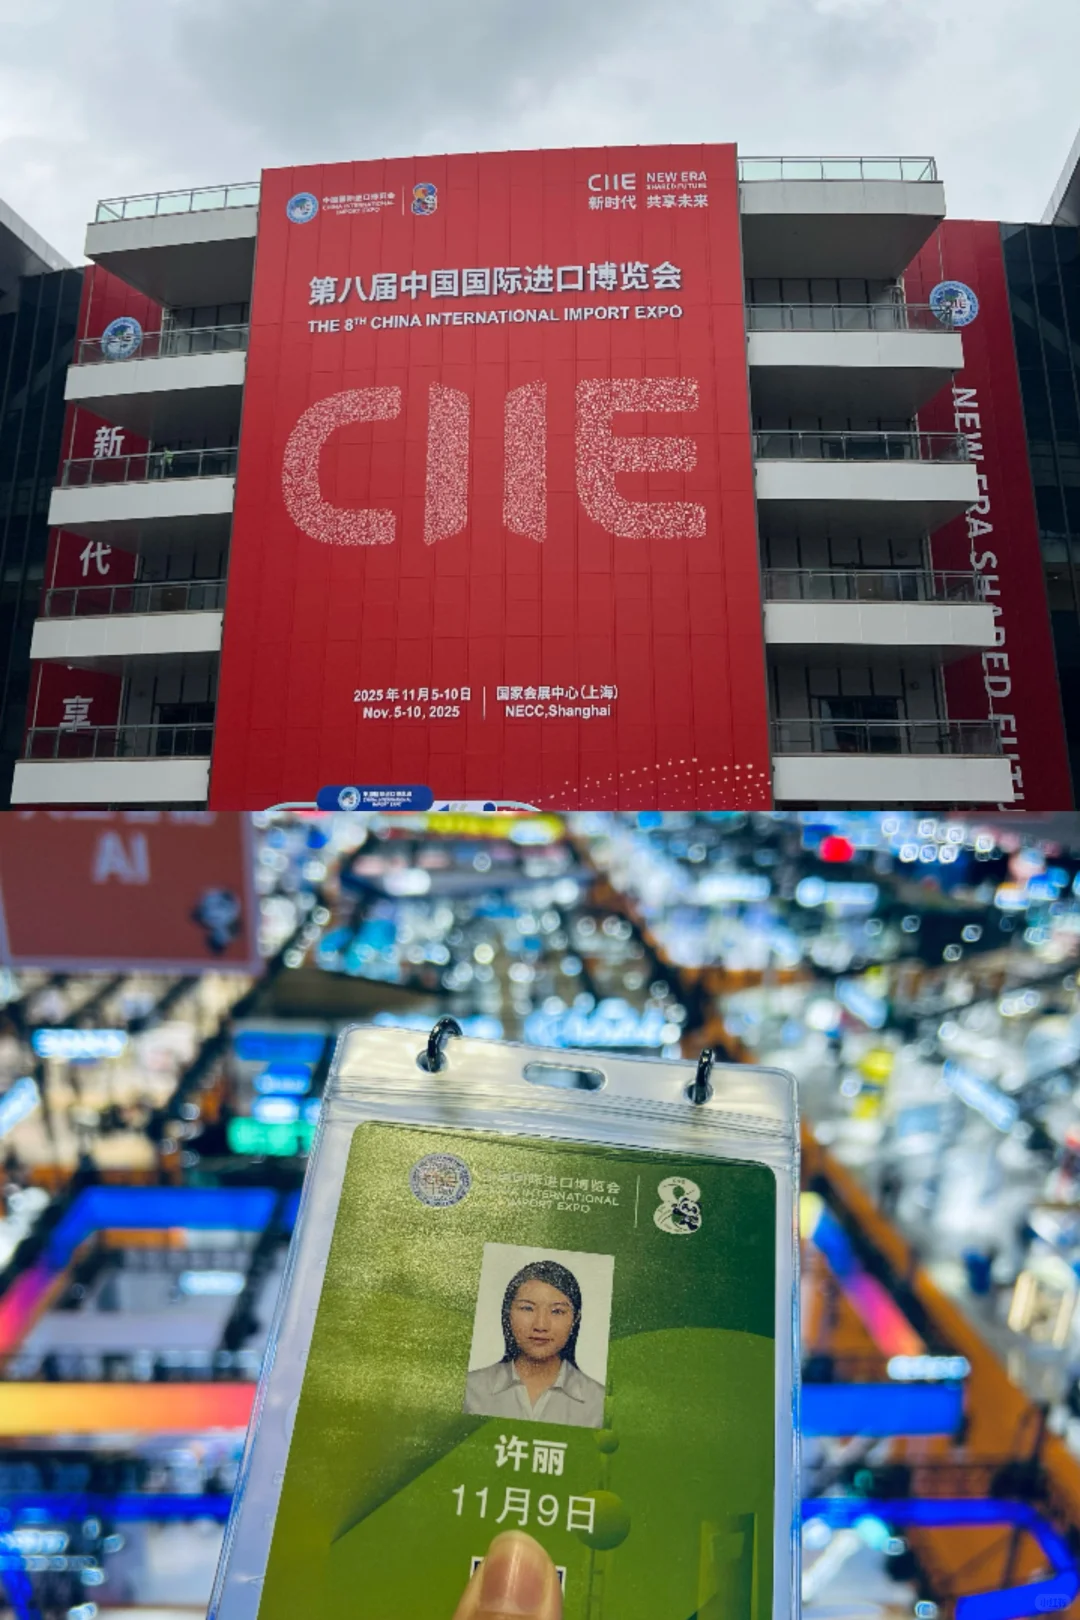 中国国际进口博览会
CHINA INTERNATIONAL
IMPORT EXPO
CIIE NEW ERA
SHARED FUTURE
新时代 共享未来
第八届中国国际进口博览会
THE 8TH CHINA INTERNATIONAL IMPORT EXPO
CIIE
新
代
享
NEW ERA SHARED FUTU
2025年11月5-10日
Nov. 5-10, 2025
国家会展中心(上海)
NECC,Shanghai
AI
国际进口博览会
INTERNATIONAL
IMPORT EXPO
8
许丽
11月9日
小红书